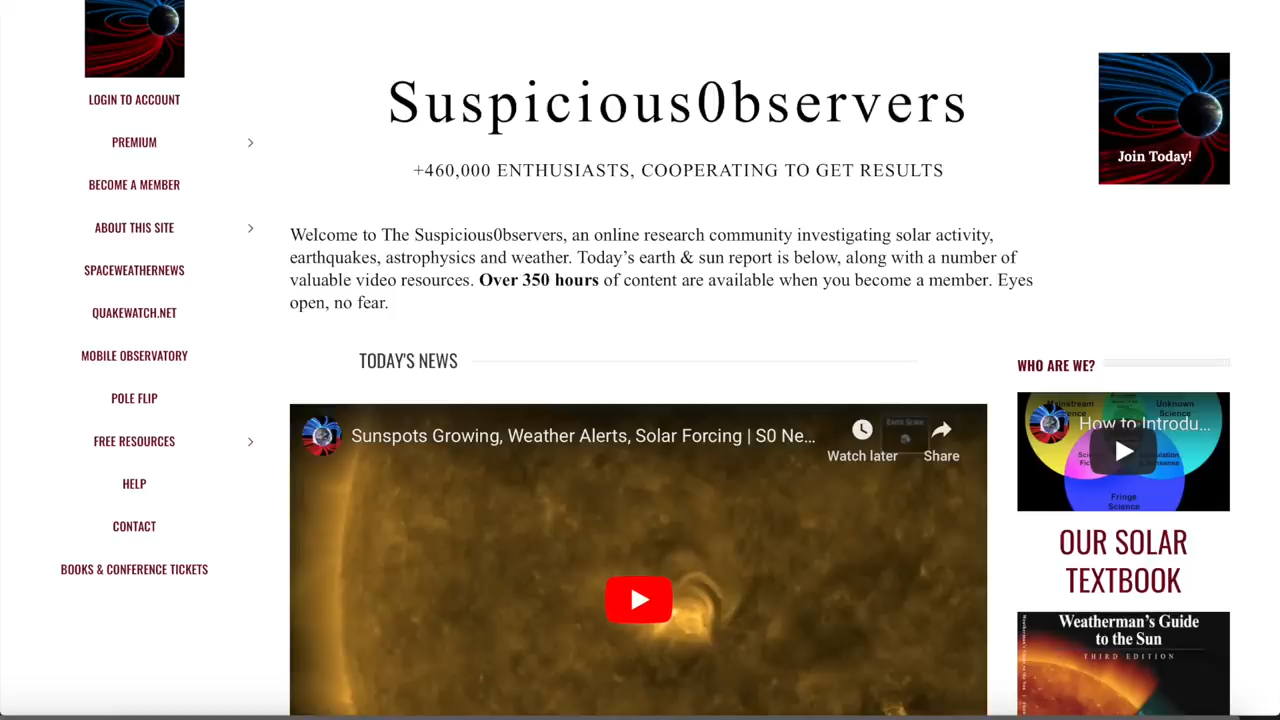 LOGIN TO ACCOUNT
PREMIUM
BECOME A MEMBER
ABOUT THIS SITE
SPACEWEATHERNEWS
QUAKEWATCH.NET
MOBILE OBSERVATORY
POLE FLIP
FREE RESOURCES
HELP
CONTACT
BOOKS & CONFERENCE TICKETS
Suspicious0bservers
+460,000 ENTHUSIASTS, COOPERATING TO GET RESULTS
Join Today!
Welcome to The Suspicious0bservers, an online research community investigating solar activity,
earthquakes, astrophysics and weather. Today's earth & sun report is below, along with a number of
valuable video resources. Over 350 hours of content are available when you become a member. Eyes
open, no fear.
TODAY'S NEWS
Sunspots Growing, Weather Alerts, Solar Forcing | S0 Ne...
Earth Scale
Watch later
Share
WHO ARE WE?
Mainstream
Unknown
Science
How to Introdu...
Fringe
Science
OUR SOLAR
TEXTBOOK
Weatherman's Guide
to the Sun
THIRD EDITION